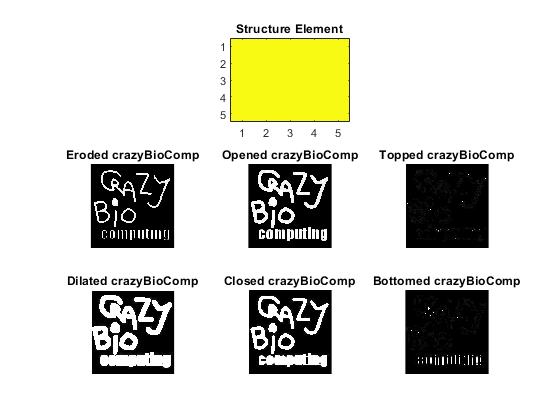 Structure Element
1
2
3
4
5
1 2 3 4 5
Eroded crazyBioComp Opened crazyBioComp Topped crazyBioComp
CRAZY CRAZY
BiO BiO
computing computing
Dilated crazyBioComp Closed crazyBioComp Bottomed crazyBioComp
CRAZY CRAZY
BiO BiO
computing computing computing